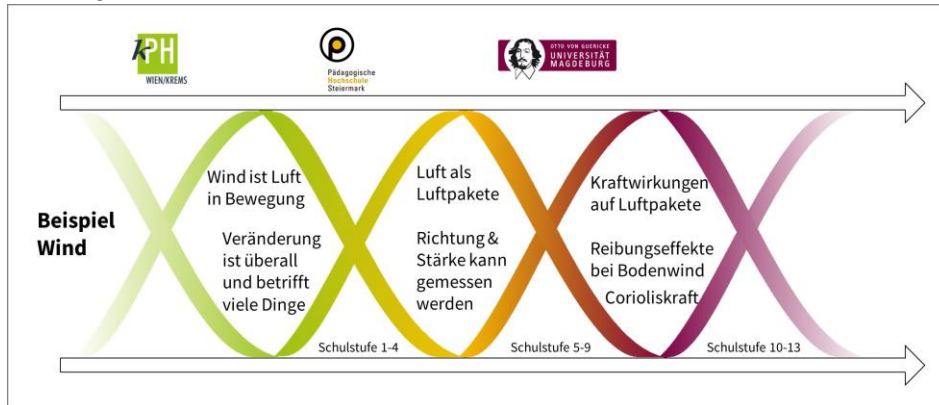 kPH
WIEN/KREMS
Pädagogische
Hochschule
Steiermark
OTTO VON GUERICKE
UNIVERSITÄT
MAGDEBURG
Beispiel
Wind
Wind ist Luft
in Bewegung
Veränderung
ist überall
und betrifft
viele Dinge
Luft als
Luftpakete
Richtung &
Stärke kann
gemessen
werden
Kraftwirkungen
auf Luftpakete
Reibungseffekte
bei Bodenwind
Corioliskraft
Schulstufe 1-4
Schulstufe 5-9
Schulstufe 10-13